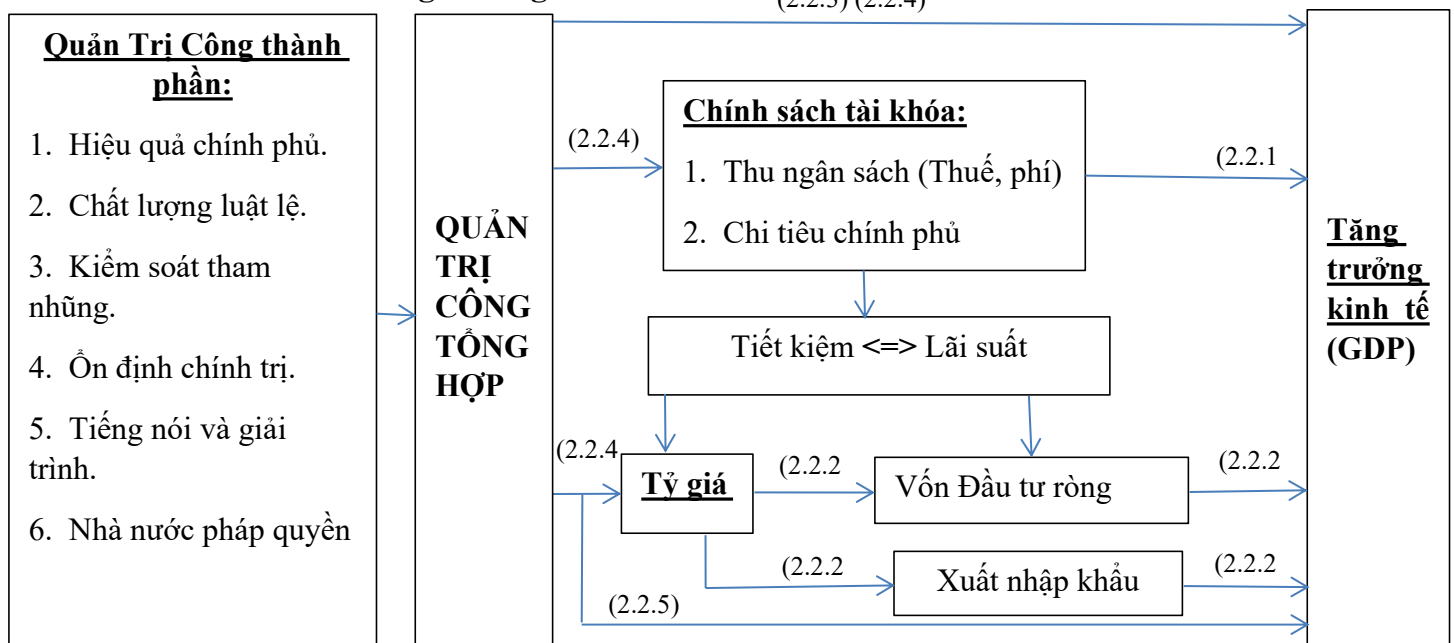 (2.2.4)
Quản Trị Công thành
phần:
1. Hiệu quả chính phủ.
2. Chất lượng luật lệ.
3. Kiểm soát tham
nhũng.
4. Ổn định chính trị.
5. Tiếng nói và giải
trình.
6. Nhà nước pháp quyền
QUẢN
TRỊ
CÔNG
TỔNG
HỢP
(2.2.4)
Chính sách tài khóa:
1. Thu ngân sách (Thuế, phí)
2. Chi tiêu chính phủ
(2.2.1
Tiết kiệm <=> Lãi suất
(2.2.4
Tỷ giá
(2.2.2
Vốn Đầu tư ròng
(2.2.2
(2.2.2
Xuất nhập khẩu
(2.2.2
(2.2.5)
Tăng
trưởng
kinh tế
(GDP)